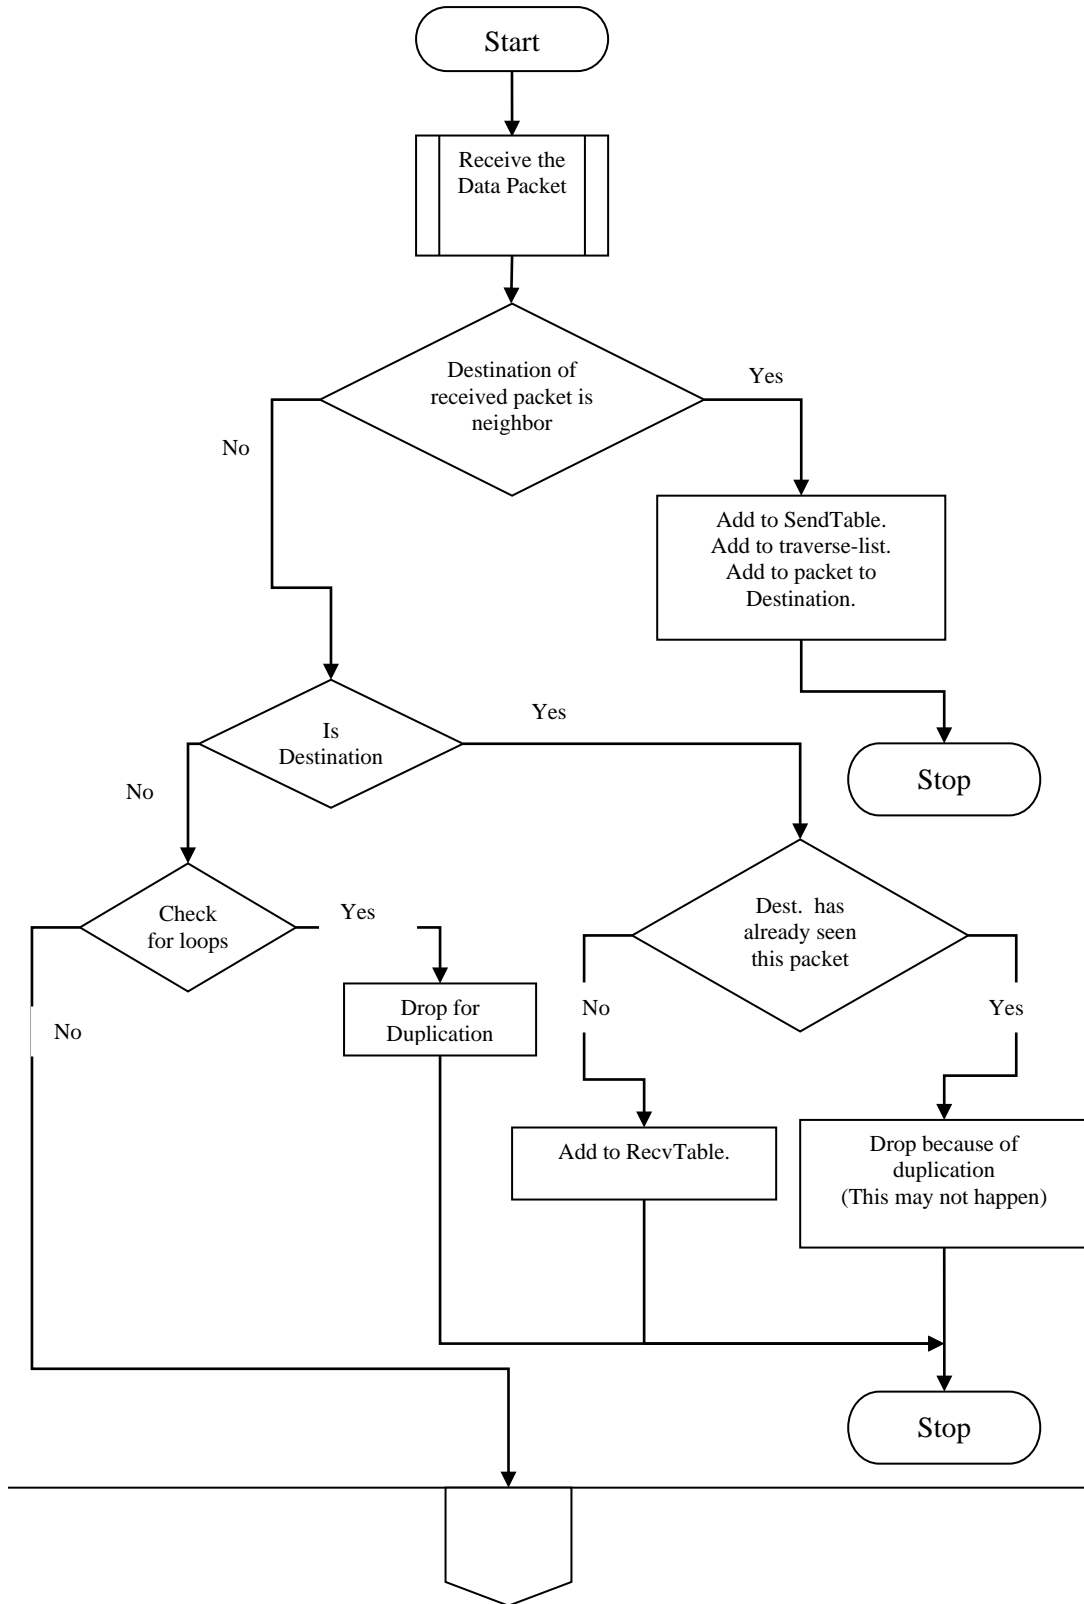 Start
Receive the
Data Packet
Destination of
received packet is
neighbor
Yes
No
Add to SendTable.
Add to traverse-list.
Add to packet to
Destination.
Is
Destination
Yes
No
Stop
Check
for loops
Yes
No
Dest.  has
already seen
this packet
No
Yes
Drop for
Duplication
Add to RecvTable.
Drop because of
duplication
(This may not happen)
Stop